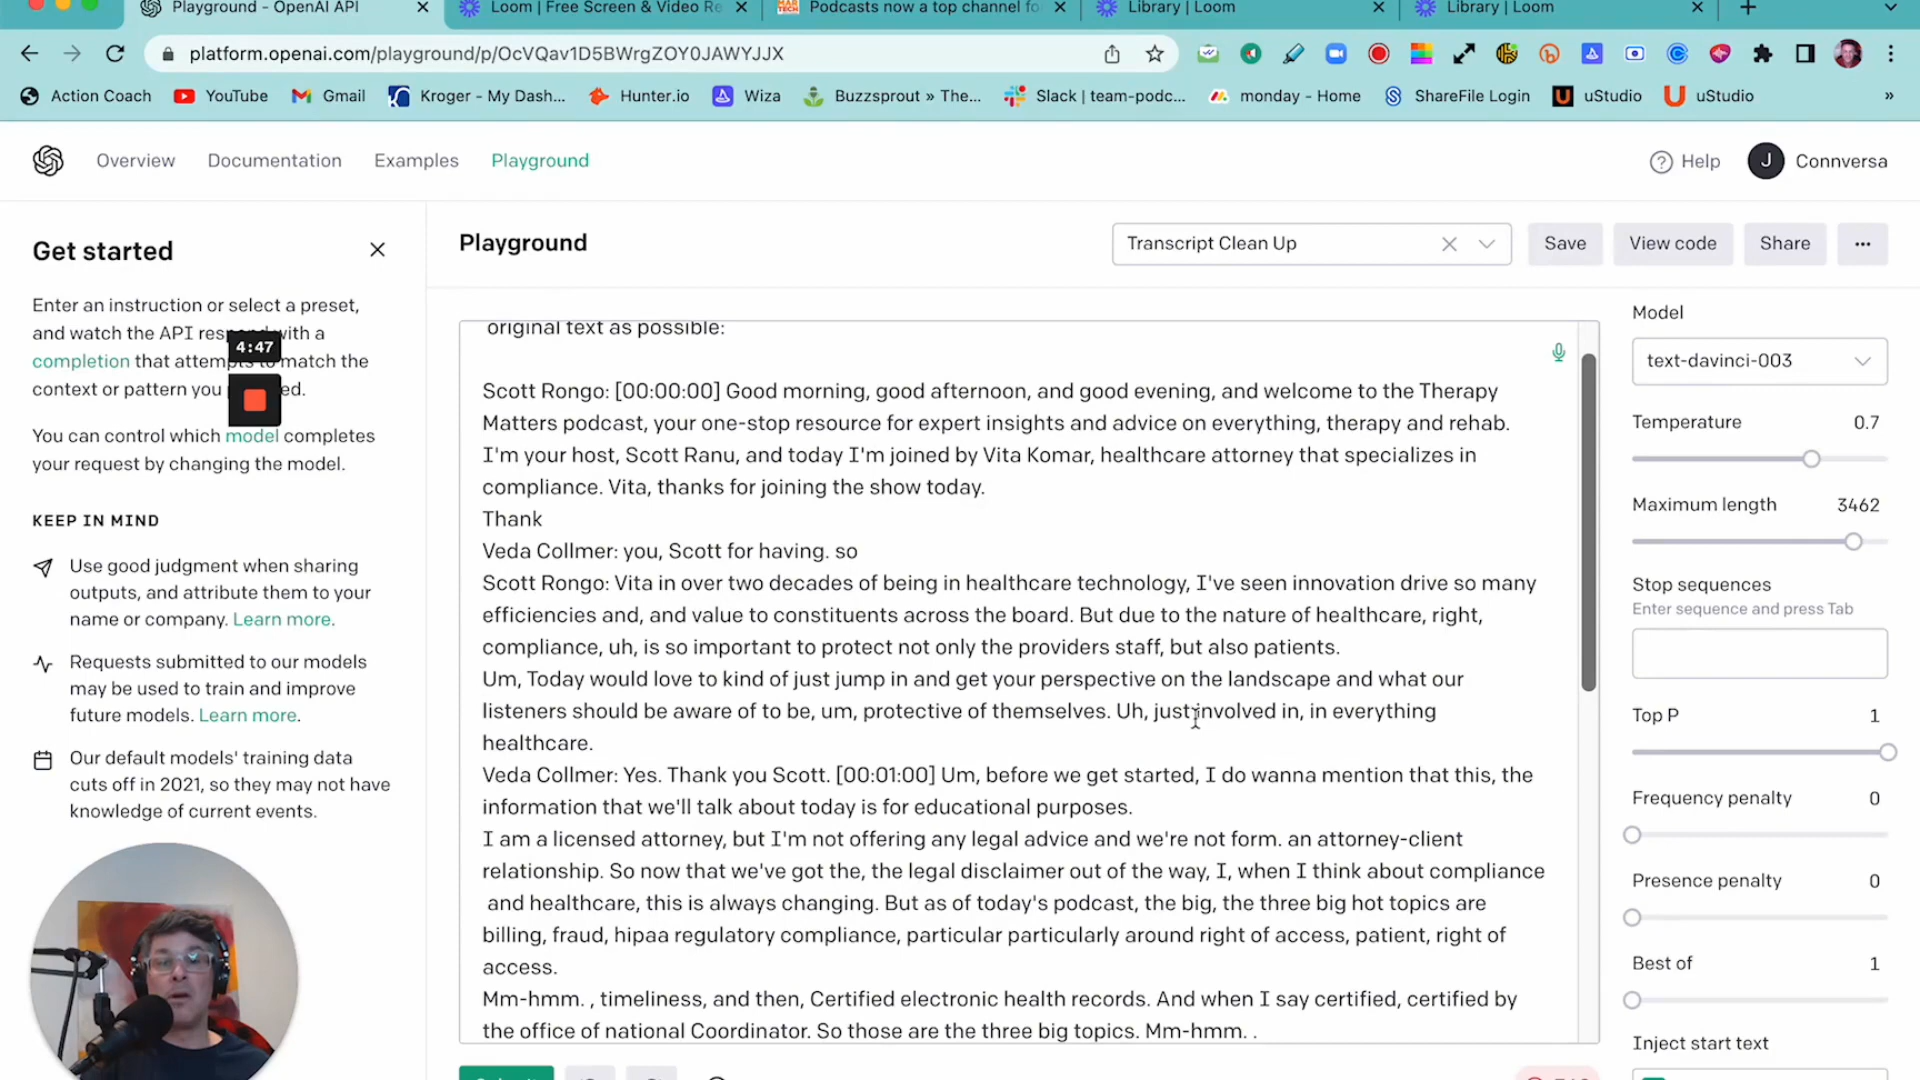 Playground - OpenAI API
Loom | Free Screen & Video Re
Podcasts now a top channel fo
Library | Loom
Library | Loom
platform.openai.com/playground/p/OcVQav1D5BWrgZOY0JAWYJJX
Action Coach
YouTube
Gmail
Kroger - My Dash...
Hunter.io
Wiza
Buzzsprout » The...
Slack | team-podc...
monday - Home
ShareFile Login
uStudio
uStudio
»
Overview
Documentation
Examples
Playground
Help
J
Connversa
Get started
Enter an instruction or select a preset,
and watch the API with a
completion that match the
context or pattern you
You can control which model completes
your request by changing the model.
4:47
KEEP IN MIND
Use good judgment when sharing
outputs, and attribute them to your
name or company. Learn more.
Requests submitted to our models
may be used to train and improve
future models. Learn more.
Our default models' training data
cuts off in 2021, so they may not have
knowledge of current events.
Playground
Transcript Clean Up
Save
View code
Share
...
original text as possible:
Scott Rongo: [00:00:00] Good morning, good afternoon, and good evening, and welcome to the Therapy
Matters podcast, your one-stop resource for expert insights and advice on everything, therapy and rehab.
I'm your host, Scott Ranu, and today I'm joined by Vita Komar, healthcare attorney that specializes in
compliance. Vita, thanks for joining the show today.
Thank
Veda Collmer: you, Scott for having. so
Scott Rongo: Vita in over two decades of being in healthcare technology, I've seen innovation drive so many
efficiencies and, and value to constituents across the board. But due to the nature of healthcare, right,
compliance, uh, is so important to protect not only the providers staff, but also patients.
Um, Today would love to kind of just jump in and get your perspective on the landscape and what our
listeners should be aware of to be, um, protective of themselves. Uh, just involved in, in everything
healthcare.
Veda Collmer: Yes. Thank you Scott. [00:01:00] Um, before we get started, I do wanna mention that this, the
information that we'll talk about today is for educational purposes.
I am a licensed attorney, but I'm not offering any legal advice and we're not form. an attorney-client
relationship. So now that we've got the, the legal disclaimer out of the way, I, when I think about compliance
and healthcare, this is always changing. But as of today's podcast, the big, the three big hot topics are
billing, fraud, hipaa regulatory compliance, particular particularly around right of access, patient, right of
access.
Mm-hmm. , timeliness, and then, Certified electronic health records. And when I say certified, certified by
the office of national Coordinator. So those are the three big topics. Mm-hmm. .
Model
text-davinci-003
Temperature 0.7
Maximum length 3462
Stop sequences
Enter sequence and press Tab
Top P 1
Frequency penalty 0
Presence penalty 0
Best of 1
Inject start text